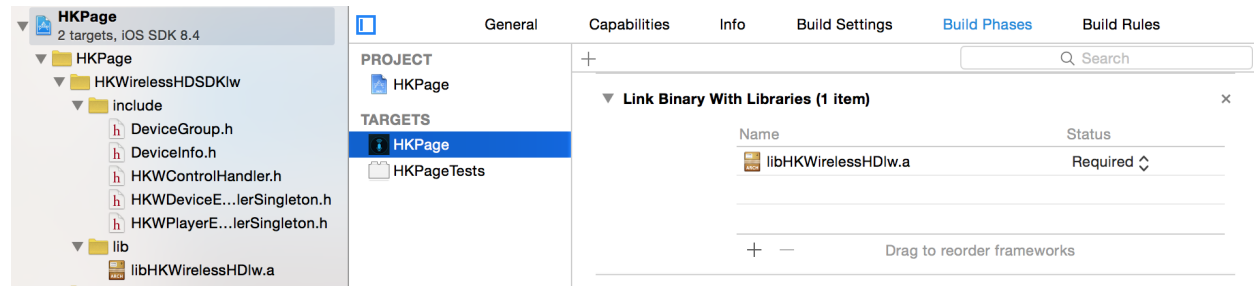 HKPage
2 targets, iOS SDK 8.4
HKPage
HKWirelessHDSDKlw
include
DeviceGroup.h
DeviceInfo.h
HKWControlHandler.h
HKWDeviceE...lerSingleton.h
HKWPlayerE...lerSingleton.h
lib
libHKWirelessHDlw.a
General Capabilities Info Build Settings Build Phases Build Rules
PROJECT
HKPage
TARGETS
HKPage
HKPageTests
Search
Link Binary With Libraries (1 item)
Name Status
libHKWirelessHDlw.a Required
Drag to reorder frameworks